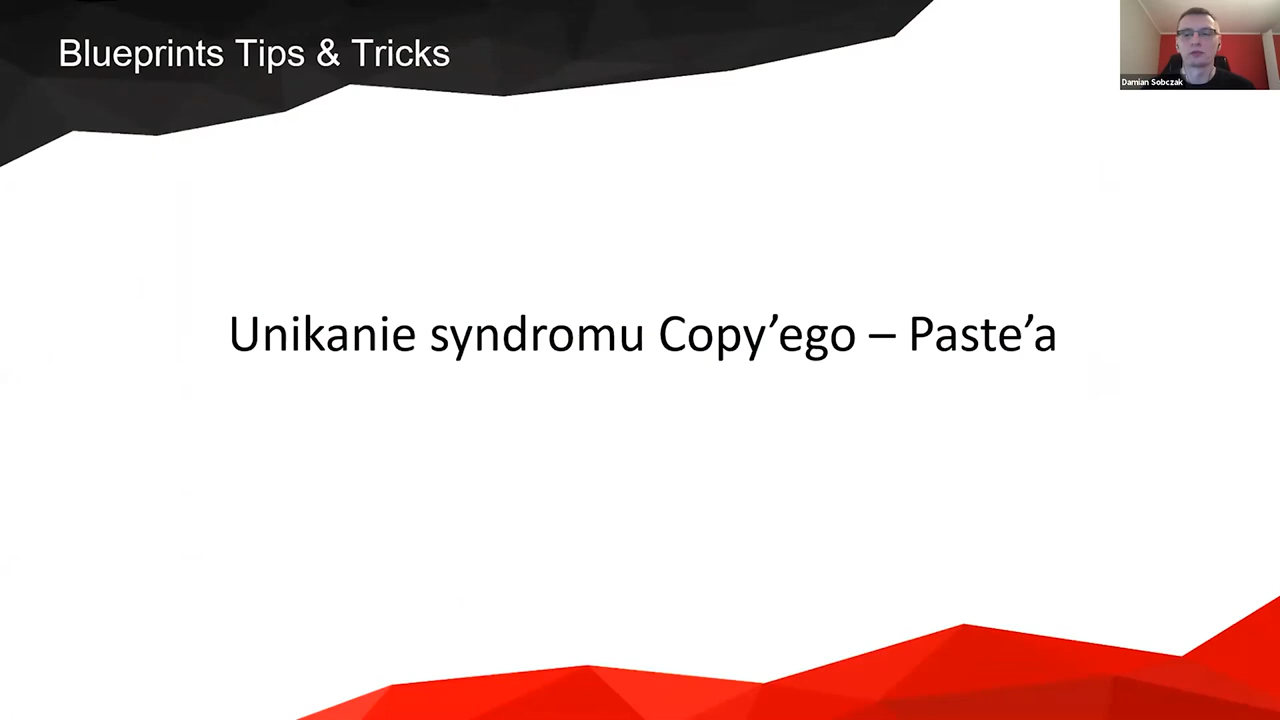 Blueprints Tips & Tricks
Damian Sobczak
Unikanie syndromu Copy’ego – Paste’a